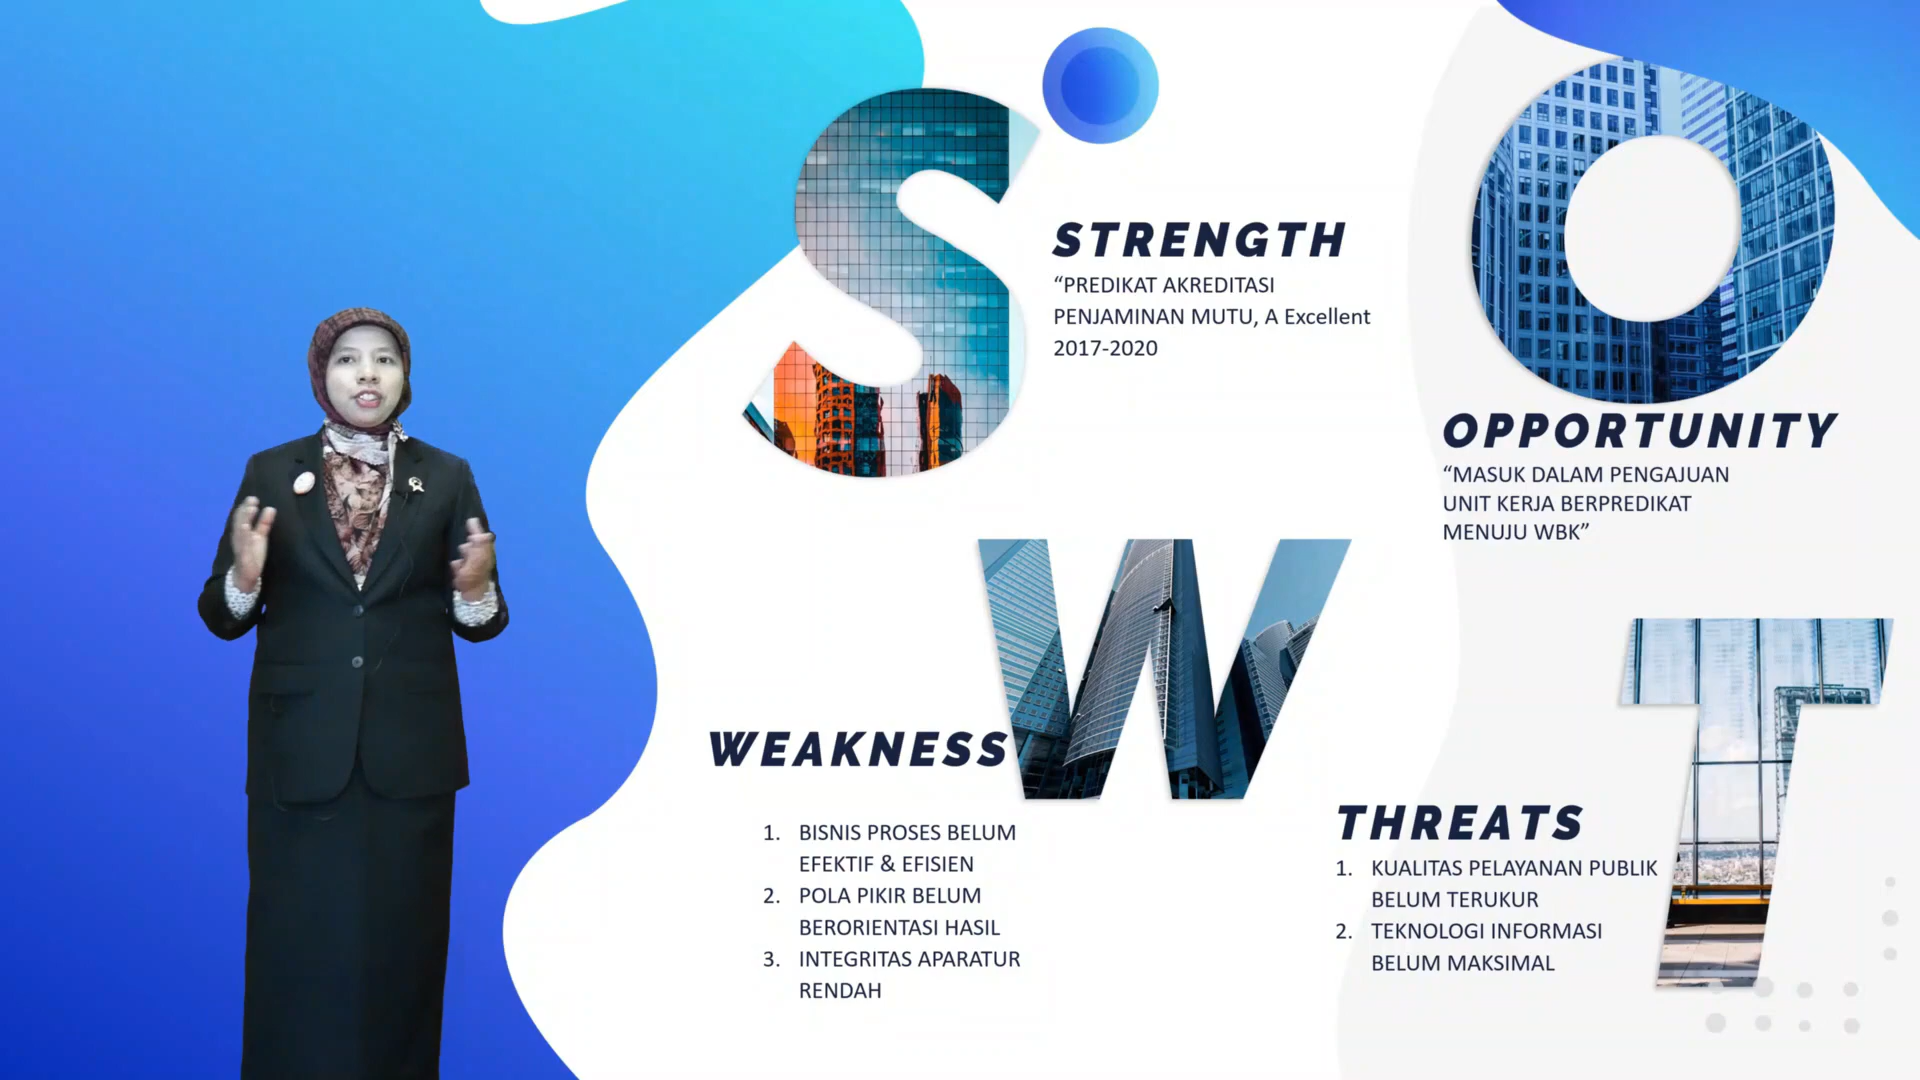 S
STRENGTH
“PREDIKAT AKREDITASI
PENJAMINAN MUTU, A Excellent
2017-2020
W
WEAKNESS
1. BISNIS PROSES BELUM
EFEKTIF & EFISIEN
2. POLA PIKIR BELUM
BERORIENTASI HASIL
3. INTEGRITAS APARATUR
RENDAH
O
OPPORTUNITY
“MASUK DALAM PENGAJUAN
UNIT KERJA BERPREDIKAT
MENUJU WBK”
T
THREATS
1. KUALITAS PELAYANAN PUBLIK
BELUM TERUKUR
2. TEKNOLOGI INFORMASI
BELUM MAKSIMAL